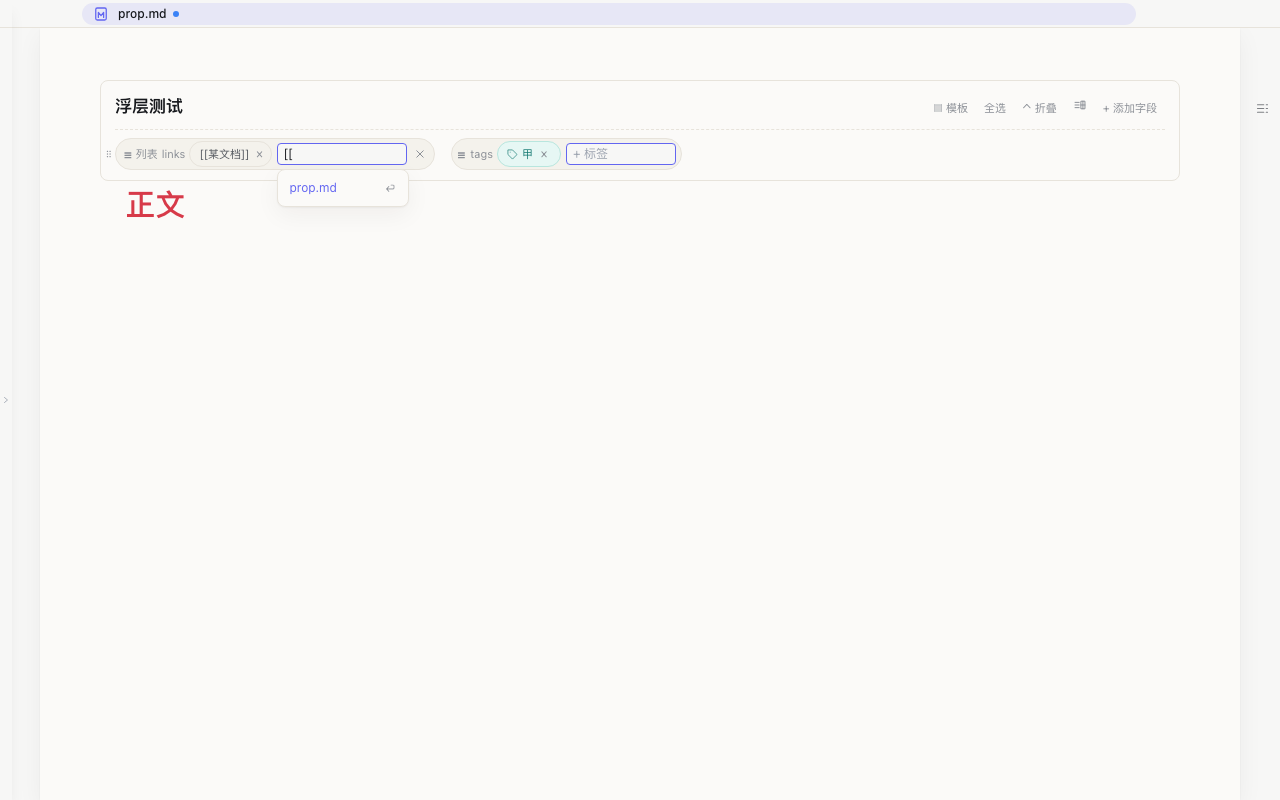 prop.md
浮层测试 模板 全选 折叠 + 添加字段
列表 links [[某文档]] × [[ × tags 甲 × + 标签
prop.md
正文